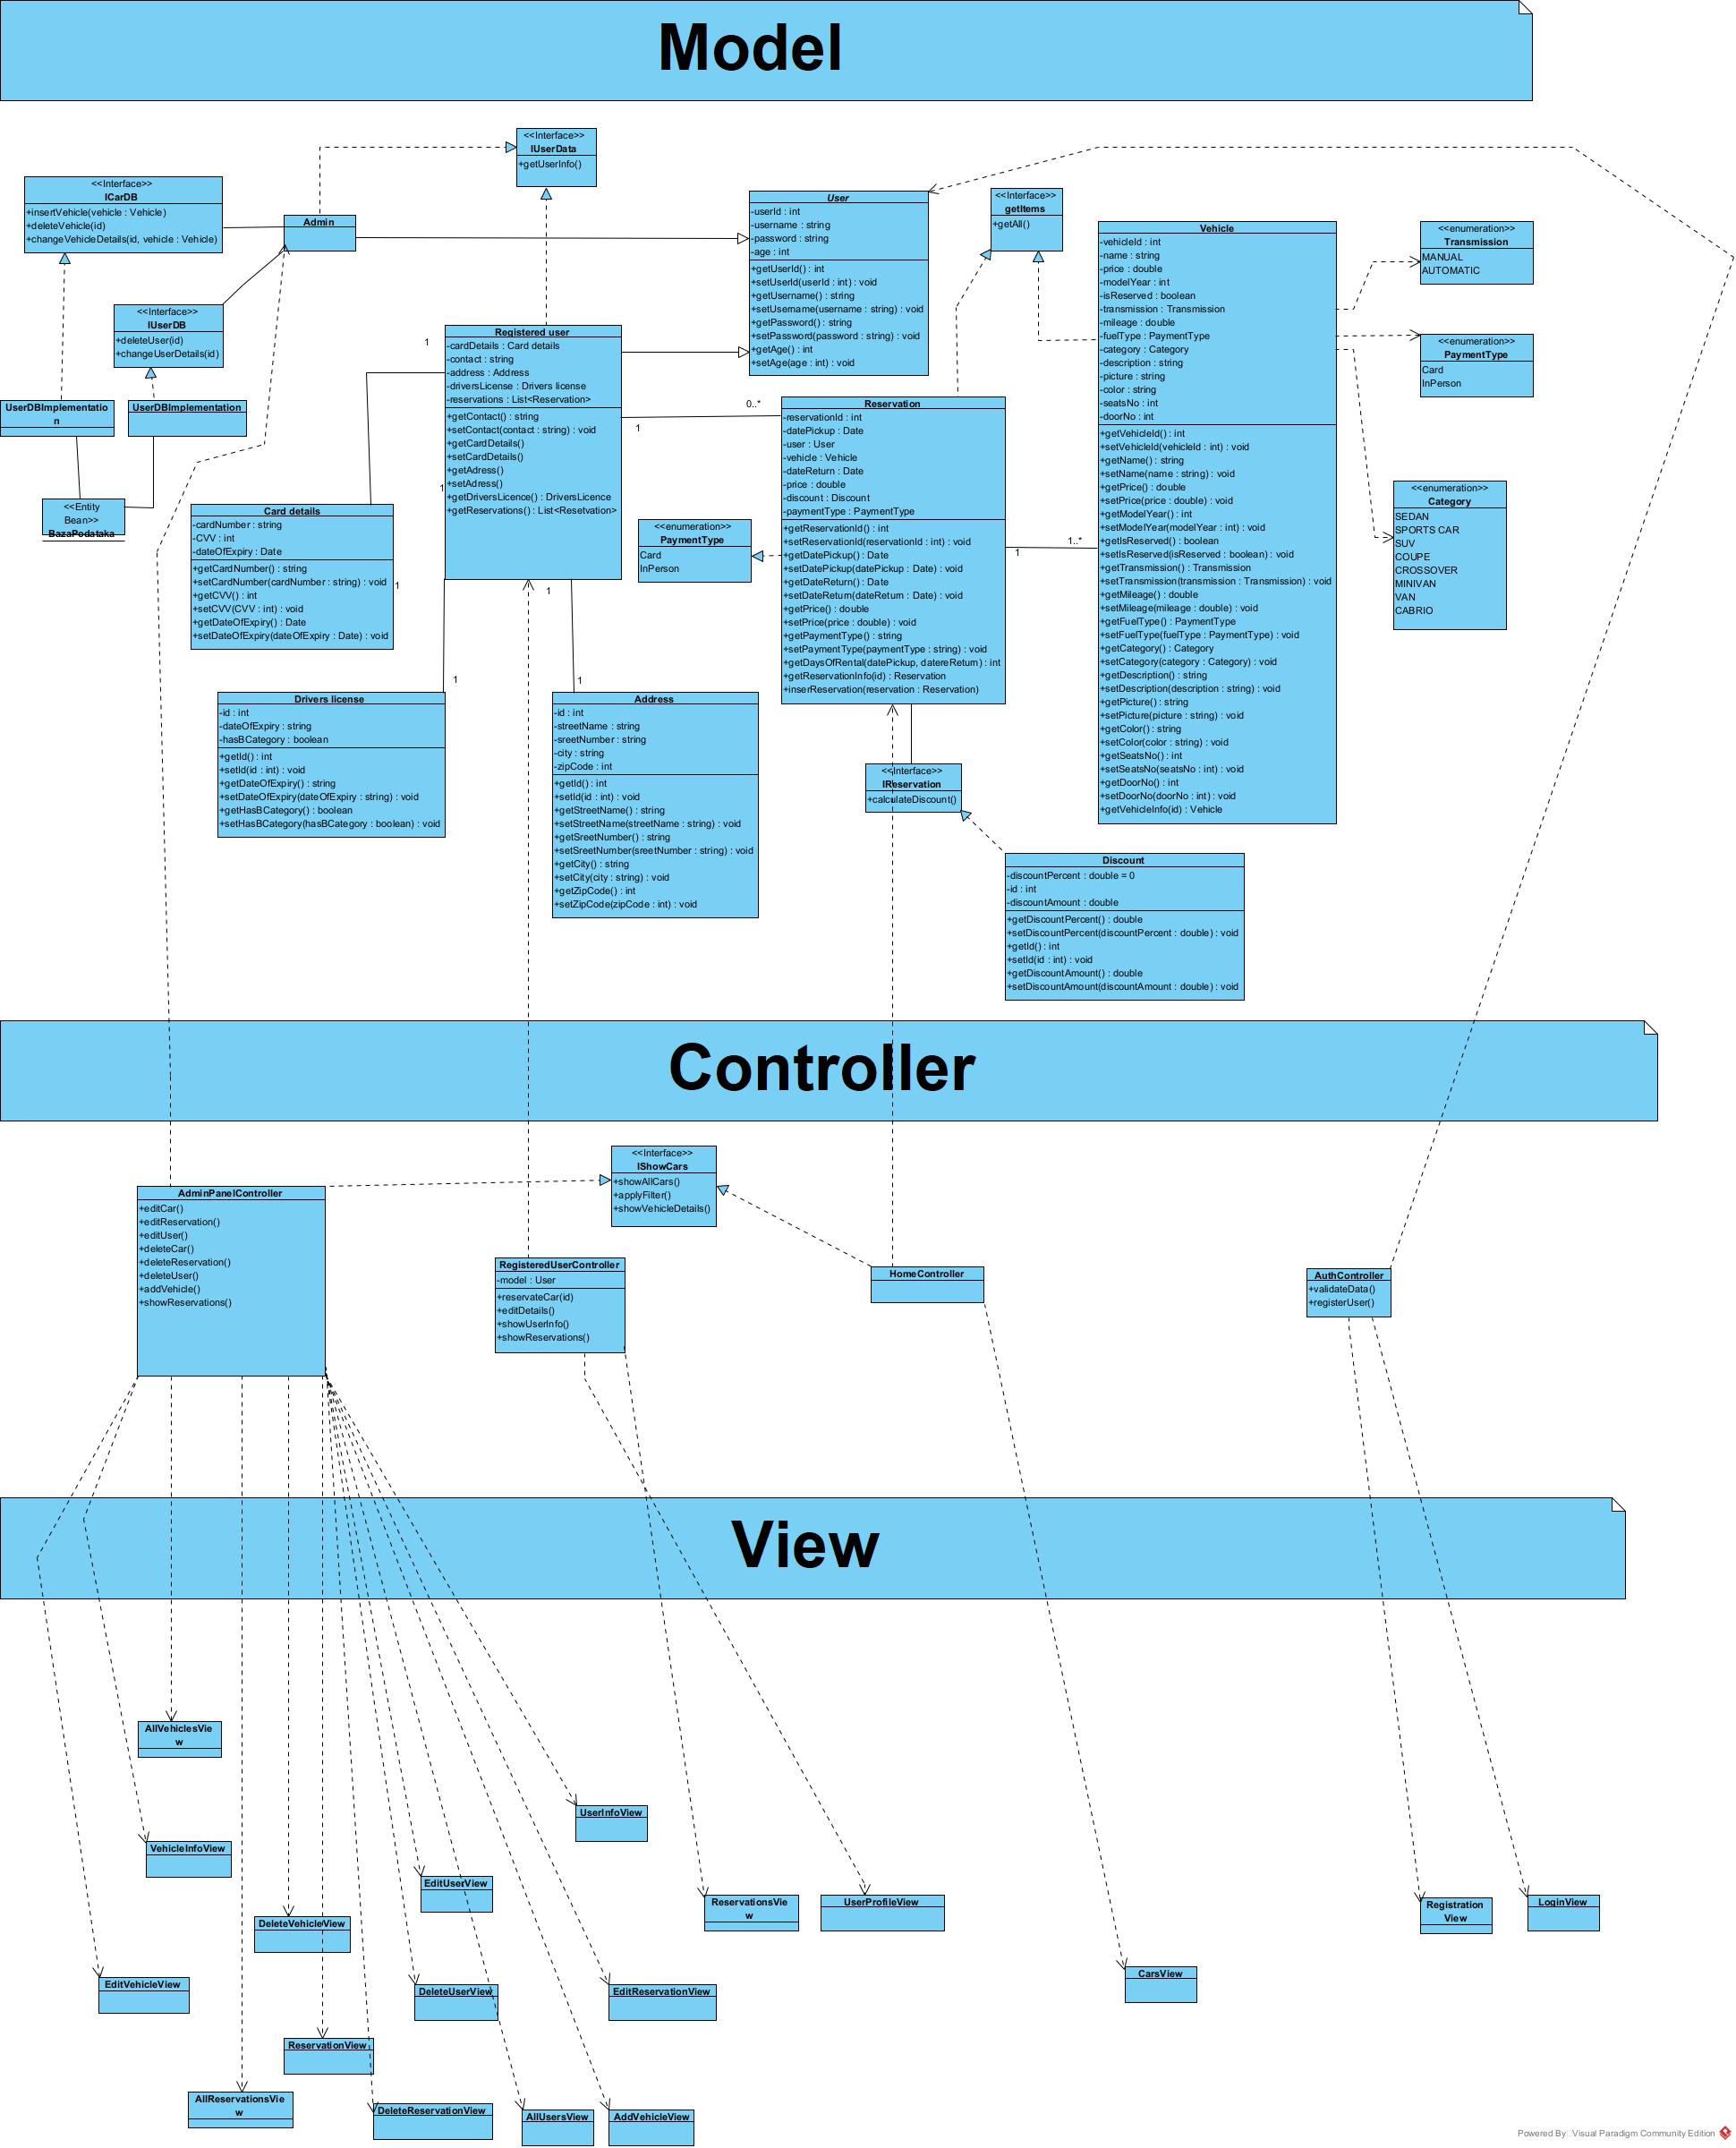 Model
<<Interface>>
IUserData
+getUserInfo()
<<Interface>>
ICarDB
+insertVehicle(vehicle : Vehicle)
+deleteVehicle(id)
+changeVehicleDetails(id, vehicle : Vehicle)
Admin
<<Interface>>
IUserDB
+deleteUser(id)
+changeUserDetails(id)
UserDBImplementatio
n
UserDBImplementation
<<Entity
Bean>>
BazaPodataka
User
-userId : int
-username : string
-password : string
-age : int
+getUserId() : int
+setUserId(userId : int) : void
+getUsername() : string
+setUsername(username : string) : void
+getPassword() : string
+setPassword(password : string) : void
+getAge() : int
+setAge(age : int) : void
<<Interface>>
getItems
+getAll()
Registered user
-cardDetails : Card details
-contact : string
-address : Address
-driversLicense : Drivers license
-reservations : List<Reservation>
+getContact() : string
+setContact(contact : string) : void
+getCardDetails()
+setCardDetails()
+getAdress()
+setAdress()
+getDriversLicence() : DriversLicence
+getReservations() : List<Resetvation>
1
1
1
1
1
1
1
0..*
1
1..*
Reservation
-reservationId : int
-datePickup : Date
-user : User
-vehicle : Vehicle
-dateReturn : Date
-price : double
-discount : Discount
-paymentType : PaymentType
+getReservationId() : int
+setReservationId(reservationId : int) : void
+getDatePickup() : Date
+setDatePickup(datePickup : Date) : void
+getDateReturn() : Date
+setDateReturn(dateReturn : Date) : void
+getPrice() : double
+setPrice(price : double) : void
+getPaymentType() : string
+setPaymentType(paymentType : string) : void
+getDaysOfRental(datePickup, datereReturn) : int
+getReservationInfo(id) : Reservation
+inserReservation(reservation : Reservation)
<<enumeration>>
PaymentType
Card
InPerson
Vehicle
-vehicleId : int
-name : string
-price : double
-modelYear : int
-isReserved : boolean
-transmission : Transmission
-mileage : double
-fuelType : PaymentType
-category : Category
-description : string
-picture : string
-color : string
-seatsNo : int
-doorNo : int
+getVehicleId() : int
+setVehicleId(vehicleId : int) : void
+getName() : string
+setName(name : string) : void
+getPrice() : double
+setPrice(price : double) : void
+getModelYear() : int
+setModelYear(modelYear : int) : void
+getIsReserved() : boolean
+setIsReserved(isReserved : boolean) : void
+getTransmission() : Transmission
+setTransmission(transmission : Transmission) : void
+getMileage() : double
+setMileage(mileage : double) : void
+getFuelType() : PaymentType
+setFuelType(fuelType : PaymentType) : void
+getCategory() : Category
+setCategory(category : Category) : void
+getDescription() : string
+setDescription(description : string) : void
+getPicture() : string
+setPicture(picture : string) : void
+getColor() : string
+setColor(color : string) : void
+getSeatsNo() : int
+setSeatsNo(seatsNo : int) : void
+getDoorNo() : int
+setDoorNo(doorNo : int) : void
+getVehicleInfo(id) : Vehicle
<<enumeration>>
Transmission
MANUAL
AUTOMATIC
<<enumeration>>
PaymentType
Card
InPerson
<<enumeration>>
Category
SEDAN
SPORTS CAR
SUV
COUPE
CROSSOVER
MINIVAN
VAN
CABRIO
Card details
-cardNumber : string
-CVV : int
-dateOfExpiry : Date
+getCardNumber() : string
+setCardNumber(cardNumber : string) : void
+getCVV() : int
+setCVV(CVV : int) : void
+getDateOfExpiry() : Date
+setDateOfExpiry(dateOfExpiry : Date) : void
Drivers license
-id : int
-dateOfExpiry : string
-hasBCategory : boolean
+getId() : int
+setId(id : int) : void
+getDateOfExpiry() : string
+setDateOfExpiry(dateOfExpiry : string) : void
+getHasBCategory() : boolean
+setHasBCategory(hasBCategory : boolean) : void
Address
-id : int
-streetName : string
-sreetNumber : string
-city : string
-zipCode : int
+getId() : int
+setId(id : int) : void
+getStreetName() : string
+setStreetName(streetName : string) : void
+getSreetNumber() : string
+setSreetNumber(sreetNumber : string) : void
+getCity() : string
+setCity(city : string) : void
+getZipCode() : int
+setZipCode(zipCode : int) : void
<<Interface>>
IReservation
+calculateDiscount()
Discount
-discountPercent : double = 0
-id : int
-discountAmount : double
+getDiscountPercent() : double
+setDiscountPercent(discountPercent : double) : void
+getId() : int
+setId(id : int) : void
+getDiscountAmount() : double
+setDiscountAmount(discountAmount : double) : void
Controller
<<Interface>>
IShowCars
+showAllCars()
+applyFilter()
+showVehicleDetails()
AdminPanelController
+editCar()
+editReservation()
+editUser()
+deleteCar()
+deleteReservation()
+deleteUser()
+addVehicle()
+showReservations()
RegisteredUserController
-model : User
+reservateCar(id)
+editDetails()
+showUserInfo()
+showReservations()
HomeController
AuthController
+validateData()
+registerUser()
View
AllVehiclesVie
w
UserInfoView
VehicleInfoView
EditUserView
ReservationsVie
w
UserProfileView
Registration
View
LoginView
DeleteVehicleView
CarsView
EditVehicleView
DeleteUserView
EditReservationView
ReservationView
AllReservationsVie
w
DeleteReservationView
AllUsersView
AddVehicleView
Powered By Visual Paradigm Community Edition